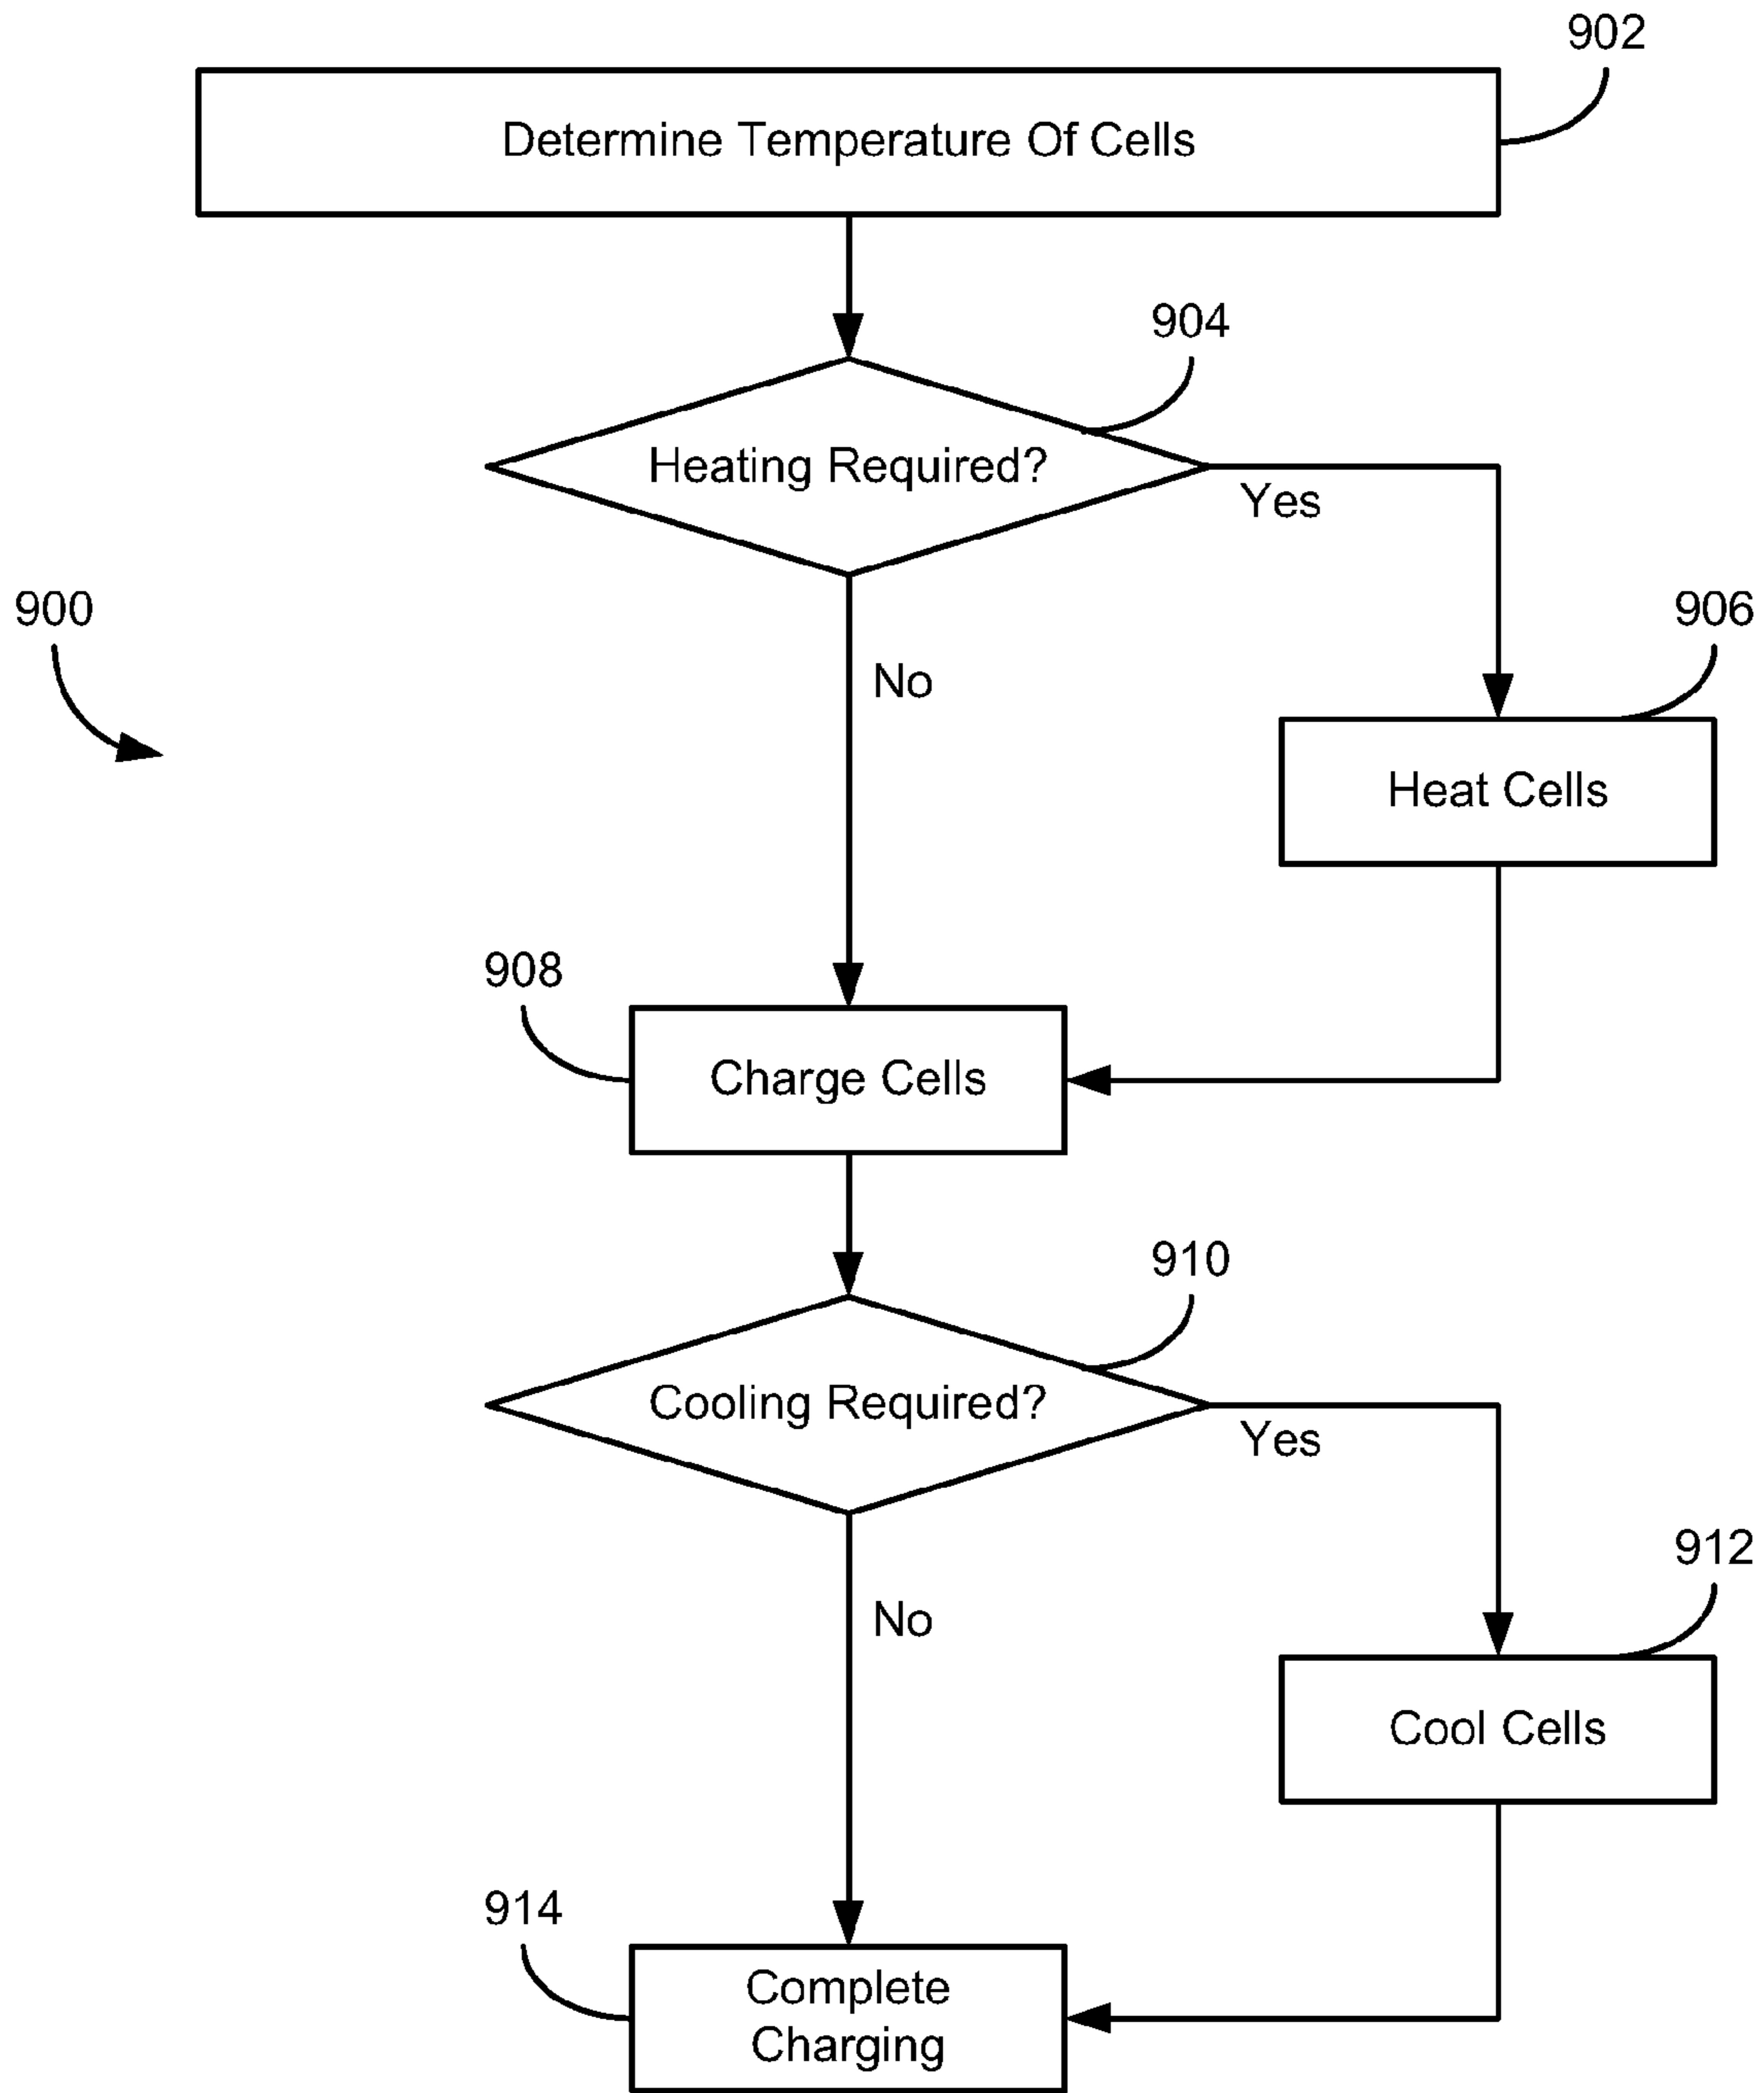 902
Determine Temperature Of Cells
904
Heating Required?
Yes
900
906
No
Heat Cells
908
Charge Cells
910
Cooling Required?
Yes
912
No
Cool Cells
914
Complete
Charging